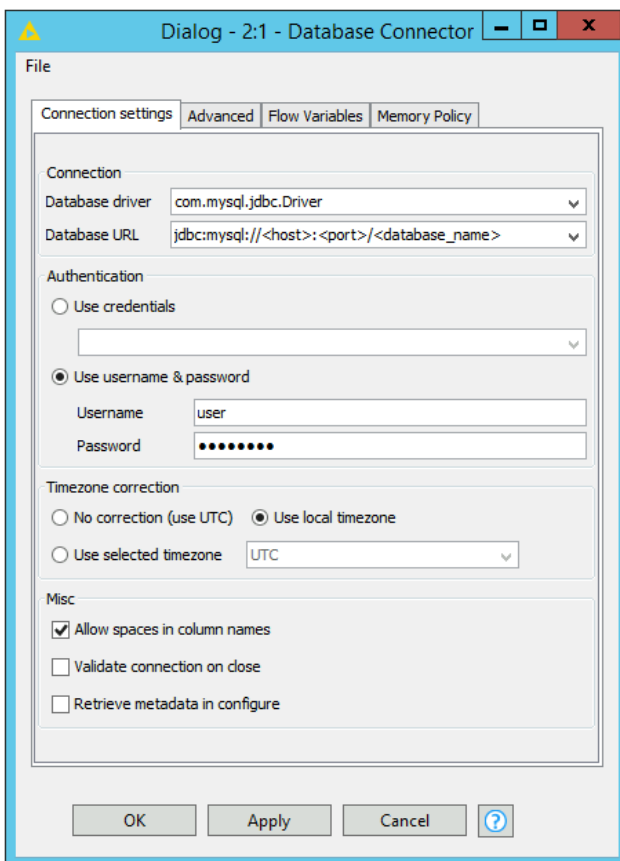 Dialog - 2:1 - Database Connector
File
Connection settings Advanced Flow Variables Memory Policy
Connection
Database driver com.mysql.jdbc.Driver
Database URL jdbc:mysql://<host>:<port>/<database_name>
Authentication
Use credentials
Use username & password
Username user
Password ••••••••
Timezone correction
No correction (use UTC) Use local timezone
Use selected timezone UTC
Misc
Allow spaces in column names
Validate connection on close
Retrieve metadata in configure
OK Apply Cancel ?